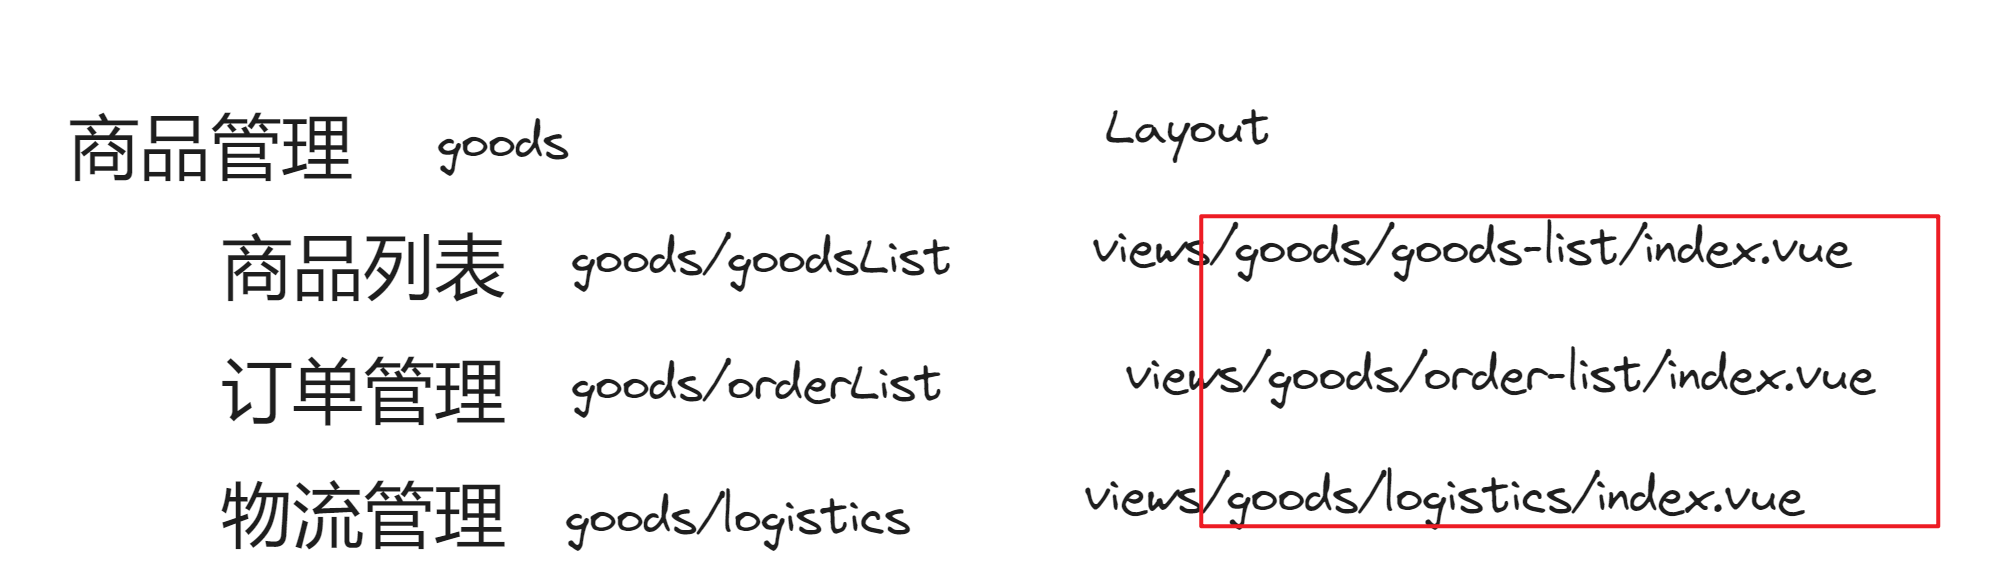 商品管理 goods Layout
商品列表 goods/goodsList views/goods/goods-list/index.vue
订单管理 goods/orderList views/goods/order-list/index.vue
物流管理 goods/logistics views/goods/logistics/index.vue